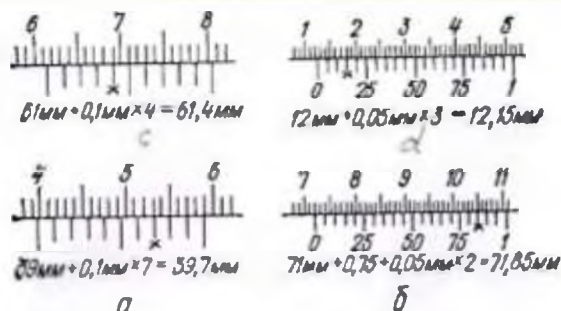 6 7 8
61мм+0,1мм×4=61,4мм
с
1 2 3 4 5
0 25 50 75 1
12мм+0,05мм×3=12,15мм
d
4 5 6
39мм+0,1мм×7=39,7мм
а
7 8 9 10 11
0 25 50 75 1
71мм+0,75+0,05мм×2=71,85мм
б